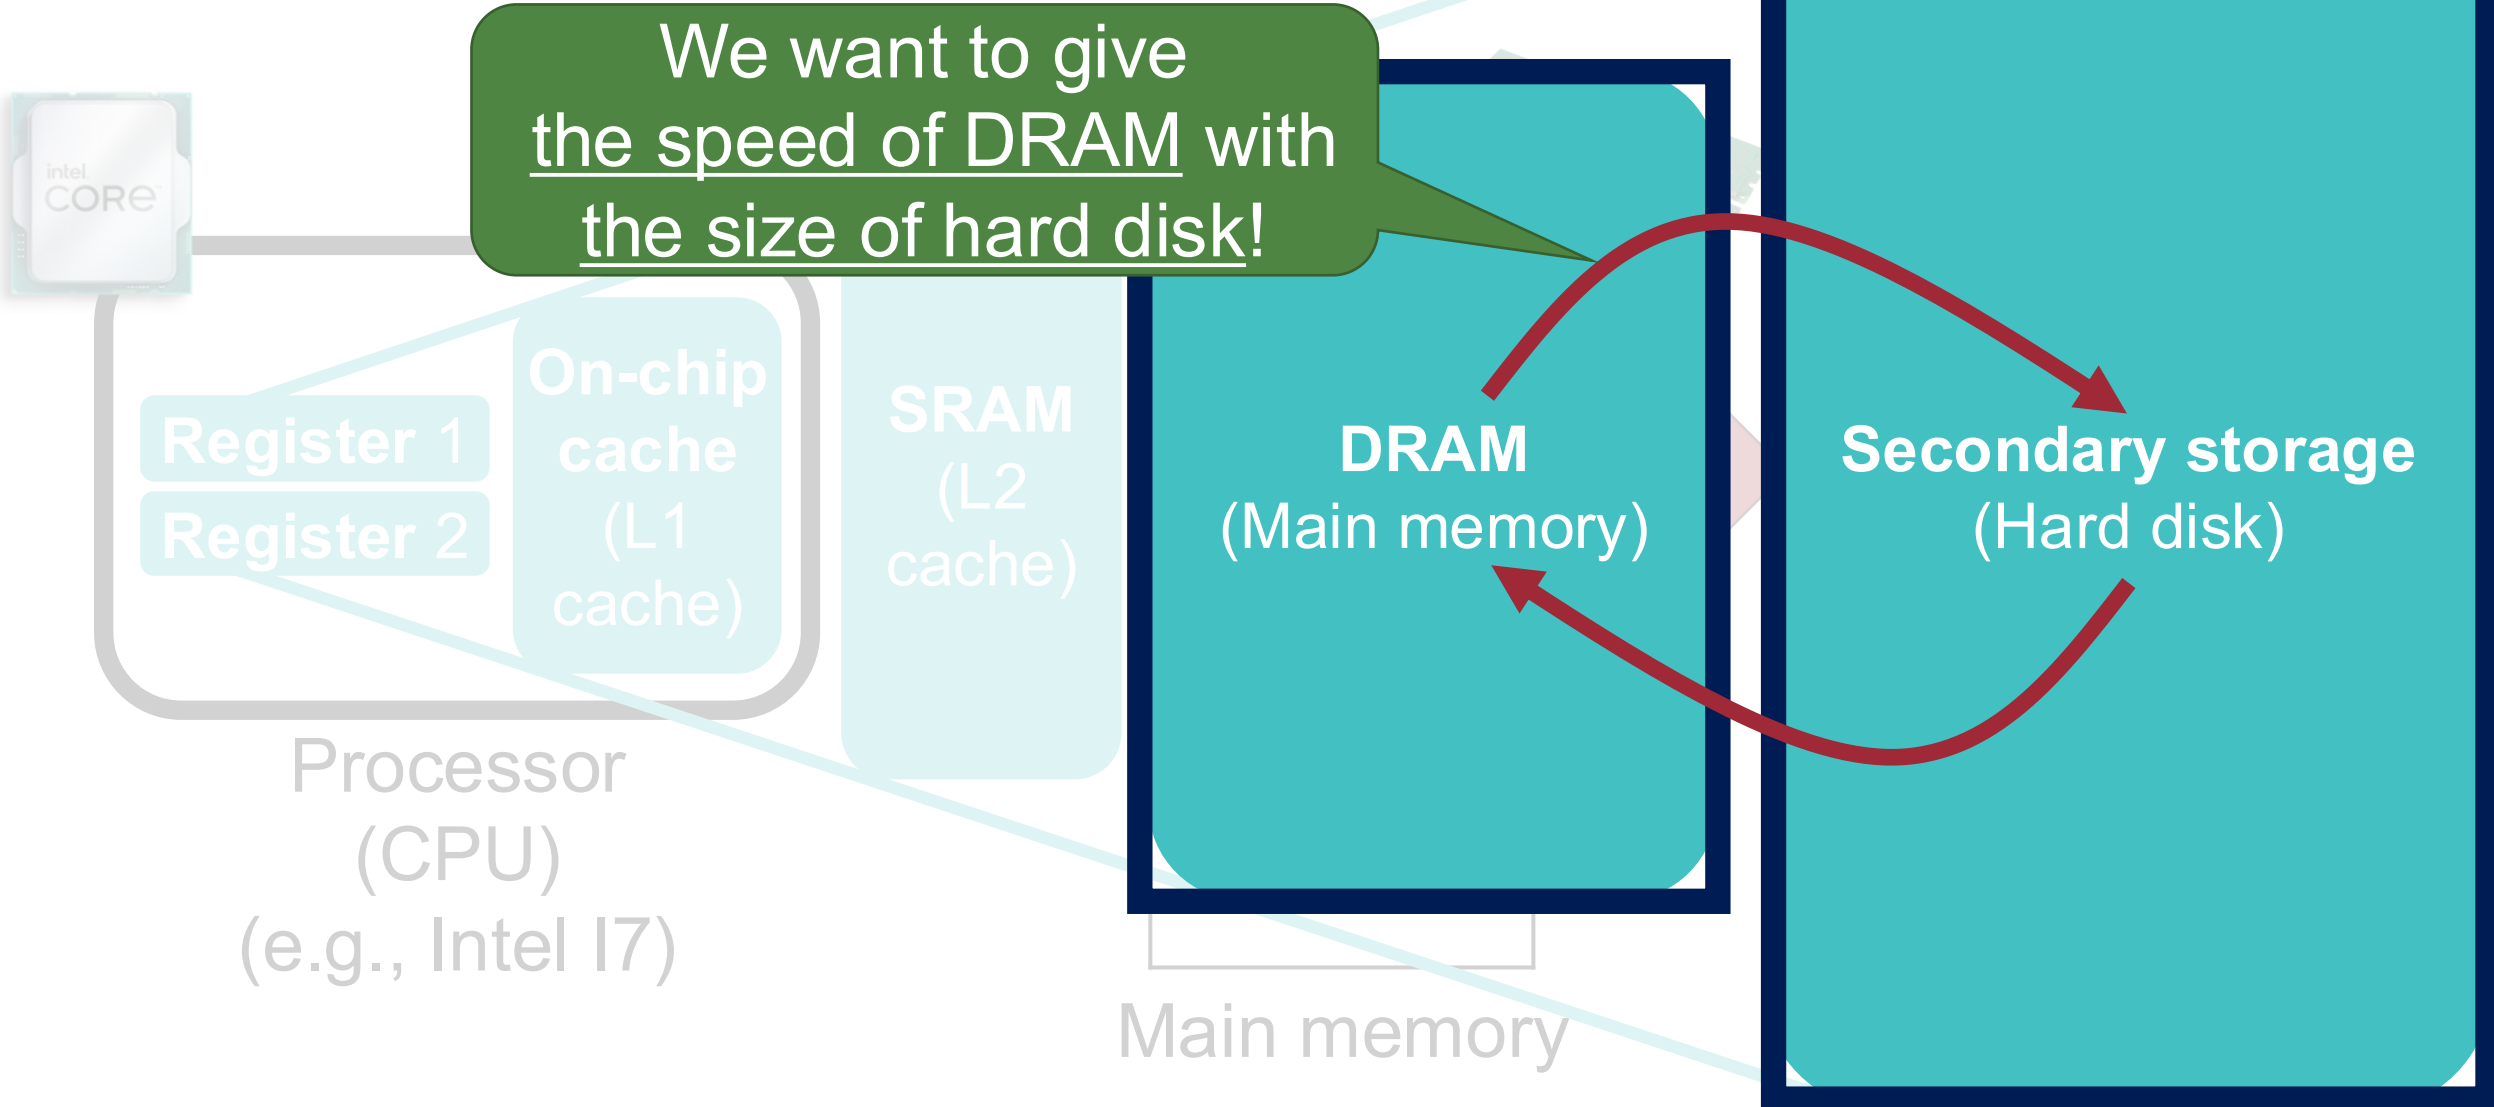 We want to give
the speed of DRAM with
the size of hard disk!
intel.
CORE
Register 1
Register 2
On-chip
cache
(L1
cache)
SRAM
(L2
cache)
DRAM
(Main memory)
Secondary storage
(Hard disk)
Processor
(CPU)
(e.g., Intel I7)
Main memory